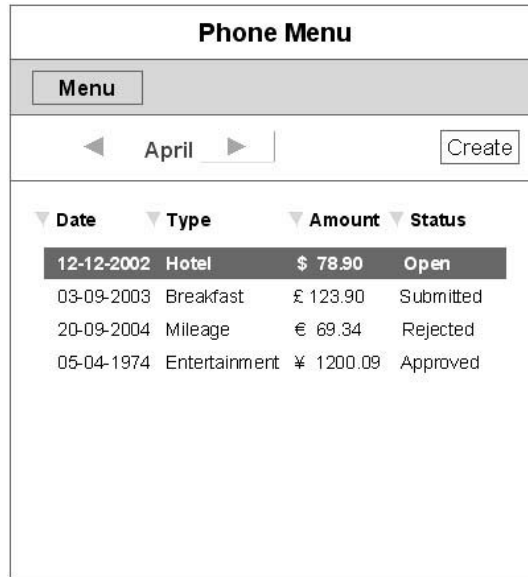 Phone Menu
Menu
April
Create
Date Type Amount Status
12-12-2002 Hotel $ 78.90 Open
03-09-2003 Breakfast £ 123.90 Submitted
20-09-2004 Mileage € 69.34 Rejected
05-04-1974 Entertainment ¥ 1200.09 Approved